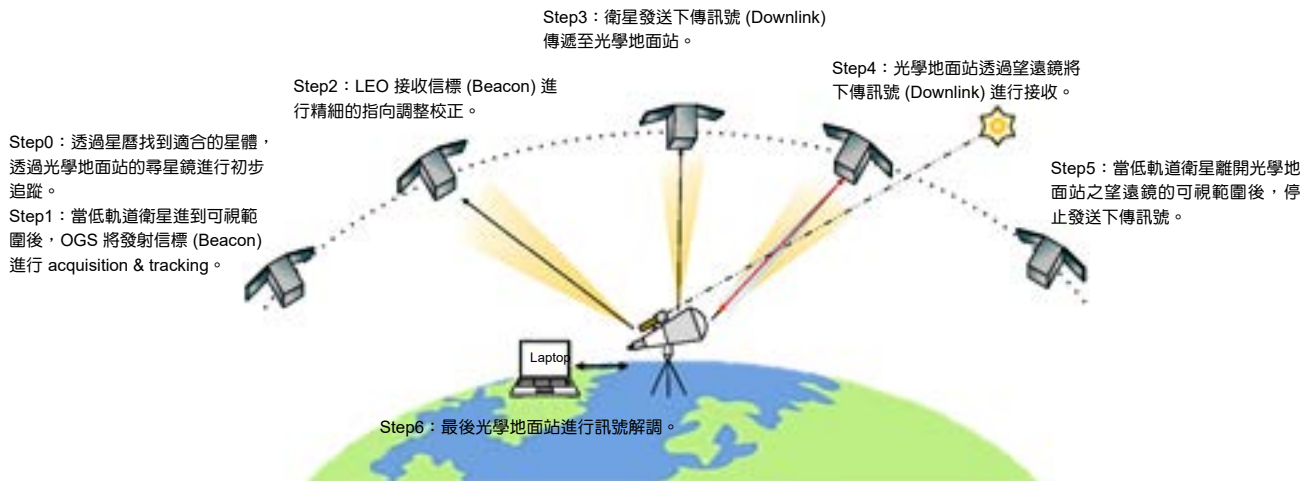 Step0：透過星曆找到適合的星體，
透過光學地面站的尋星鏡進行初步
追蹤。
Step1：當低軌道衛星進到可視範
圍後，OGS 將發射信標 (Beacon)
進行 acquisition & tracking。
Step2：LEO 接收信標 (Beacon) 進
行精細的指向調整校正。
Step3：衛星發送下傳訊號 (Downlink)
傳遞至光學地面站。
Step4：光學地面站透過望遠鏡將
下傳訊號 (Downlink) 進行接收。
Step5：當低軌道衛星離開光學地
面站之望遠鏡的可視範圍後，停
止發送下傳訊號。
Laptop
Step6：最後光學地面站進行訊號解調。